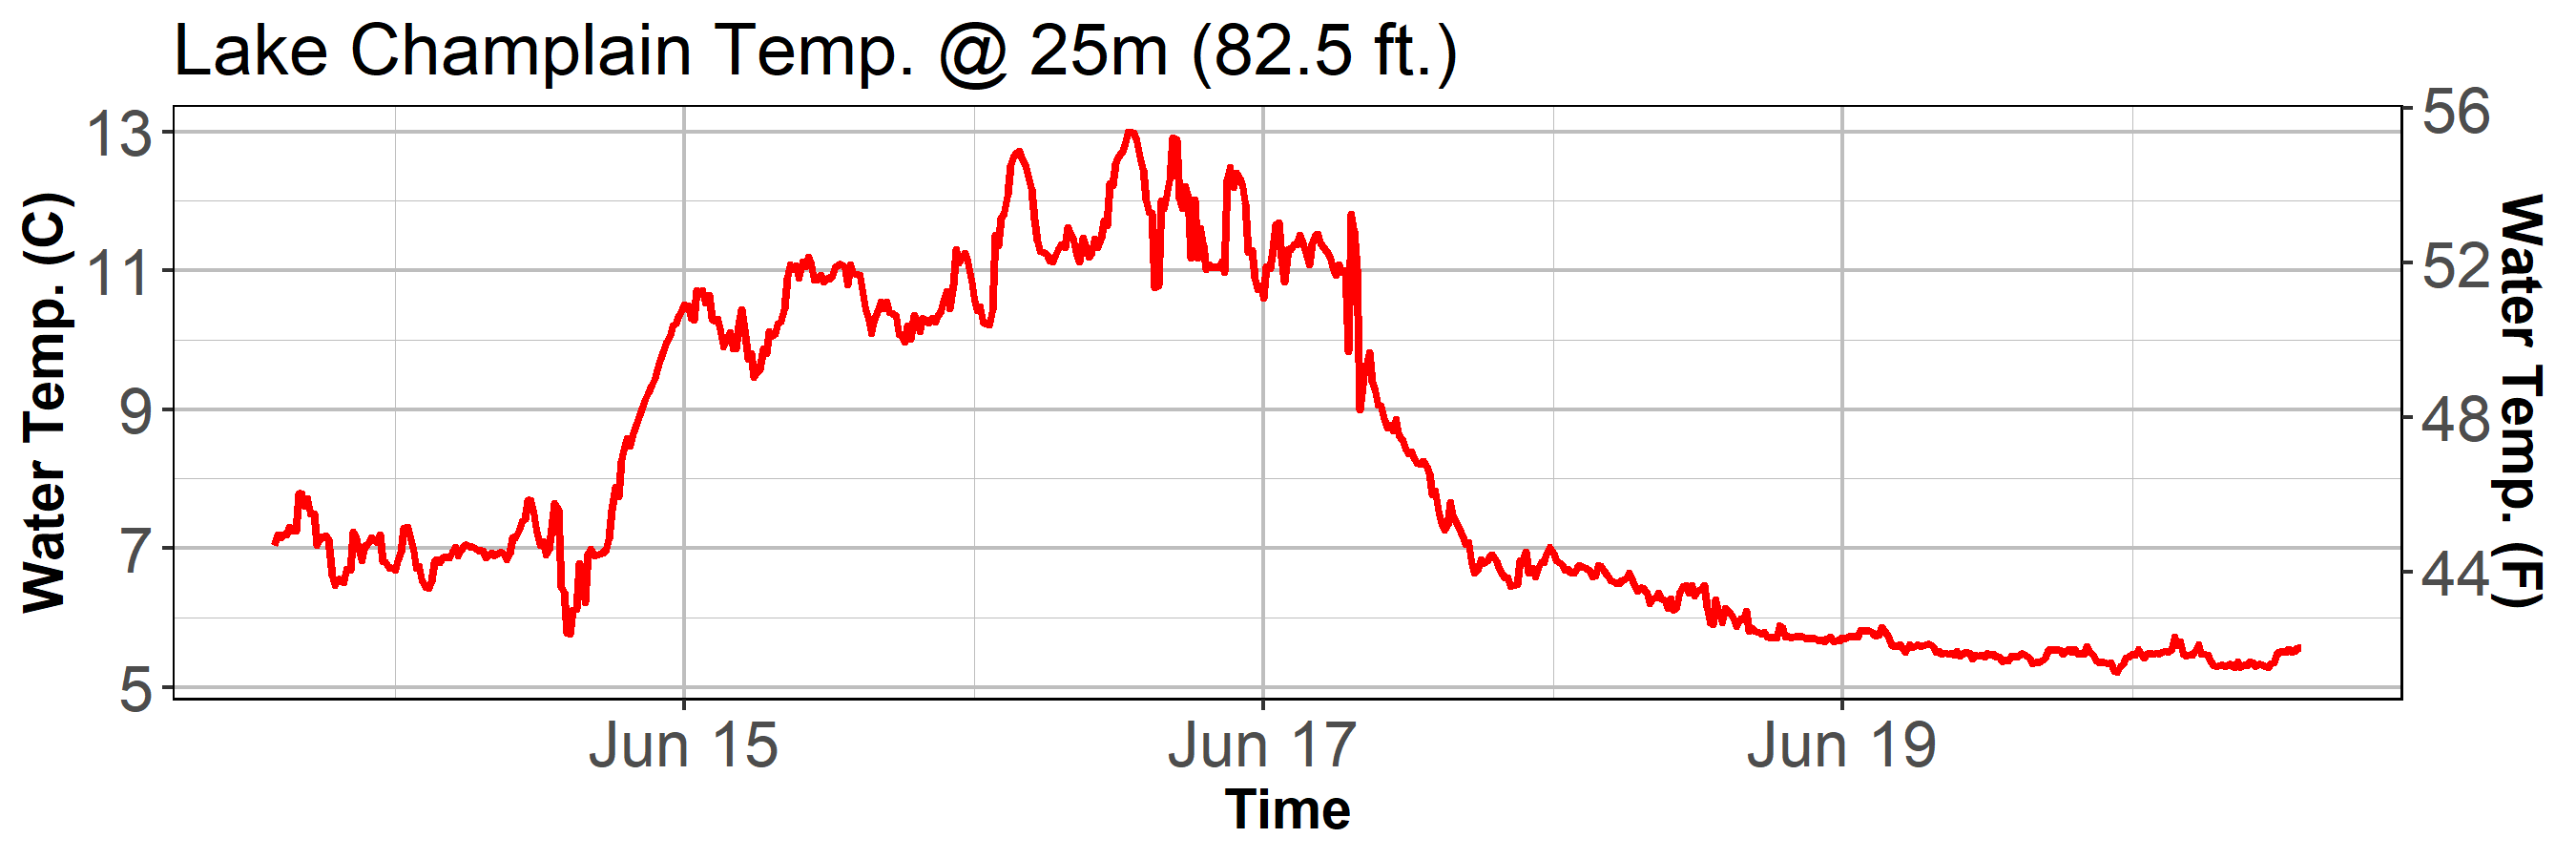 Lake Champlain Temp. @ 25m (82.5 ft.)
Water Temp. (C)
13
11
9
7
5
56
52
48
44
Water Temp. (F)
Jun 15
Jun 17
Jun 19
Time